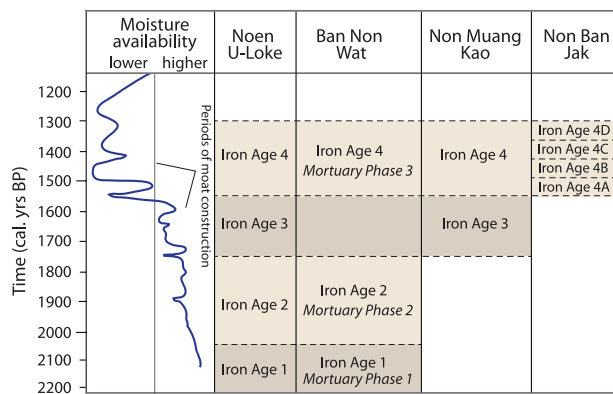 Moisture
availability
lower higher
Noen
U-Loke
Ban Non
Wat
Non Muang
Kao
Non Ban
Jak
Time (cal. yrs BP)
1200
1300
1400
1500
1600
1700
1800
1900
2000
2100
2200
Periods of moat construction
Iron Age 4
Iron Age 3
Iron Age 2
Iron Age 1
Iron Age 4
Mortuary Phase 3
Iron Age 2
Mortuary Phase 2
Iron Age 1
Mortuary Phase 1
Iron Age 4
Iron Age 3
Iron Age 4D
Iron Age 4C
Iron Age 4B
Iron Age 4A